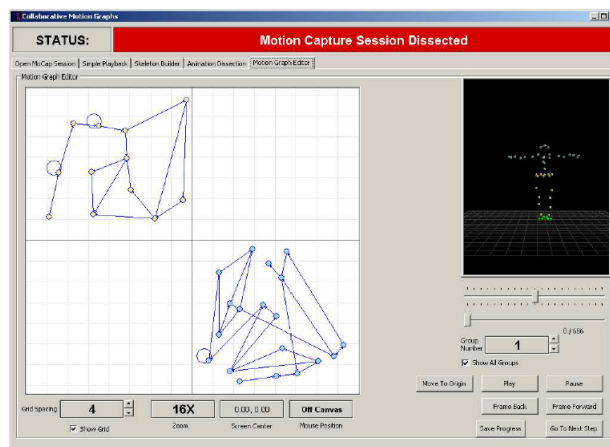 Collaborative Motion Graphs
STATUS:
Motion Capture Session Dissected
Open MoCap Session
Simple Playback
Skeleton Builder
Animation Dissection
Motion Graph Editor
Motion Graph Editor
0 / 686
Group Number
1
Show All Groups
Move To Origin
Play
Pause
Frame Back
Frame Forward
Save Progress
Go To Next Step
Grid Spacing
4
Show Grid
16X
Zoom
0.00, 0.00
Screen Center
Off Canvas
Mouse Position